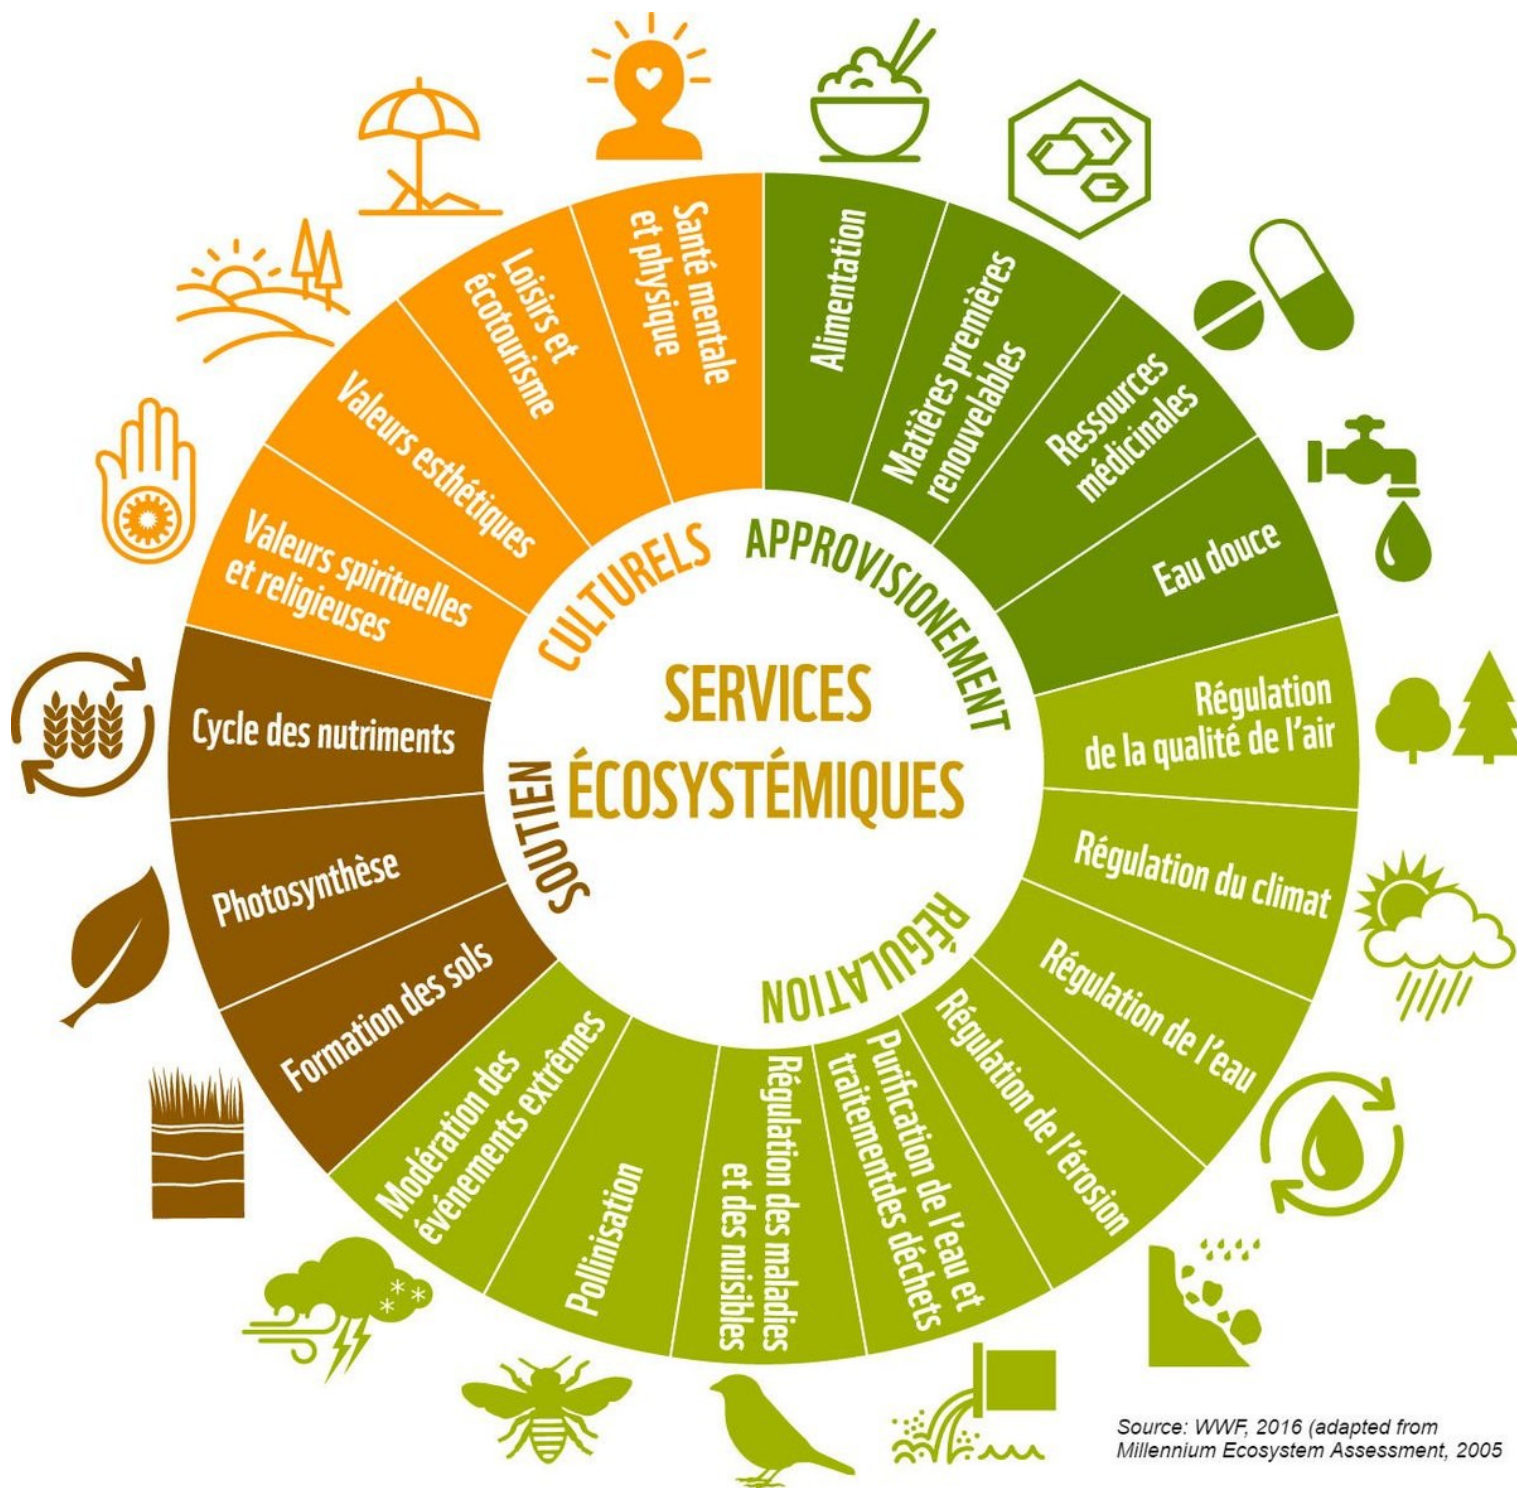 SERVICES
ÉCOSYSTÉMIQUES
APPROVISIONEMENT
Alimentation
Matières premières
renouvelables
Ressources
médicinales
Eau douce
RÉGULATION
Régulation
de la qualité de l'air
Régulation du climat
Régulation de l'eau
Régulation de l'érosion
Purification de l'eau et
traitementdes déchets
Régulation des maladies
et des nuisibles
Pollinisation
Modération des
événements extrêmes
SOUTIEN
Formation des sols
Photosynthèse
Cycle des nutriments
CULTURELS
Valeurs spirituelles
et religieuses
Valeurs esthétiques
Loisirs et
écotourisme
Santé mentale
et physique
Source: WWF, 2016 (adapted from
Millennium Ecosystem Assessment, 2005